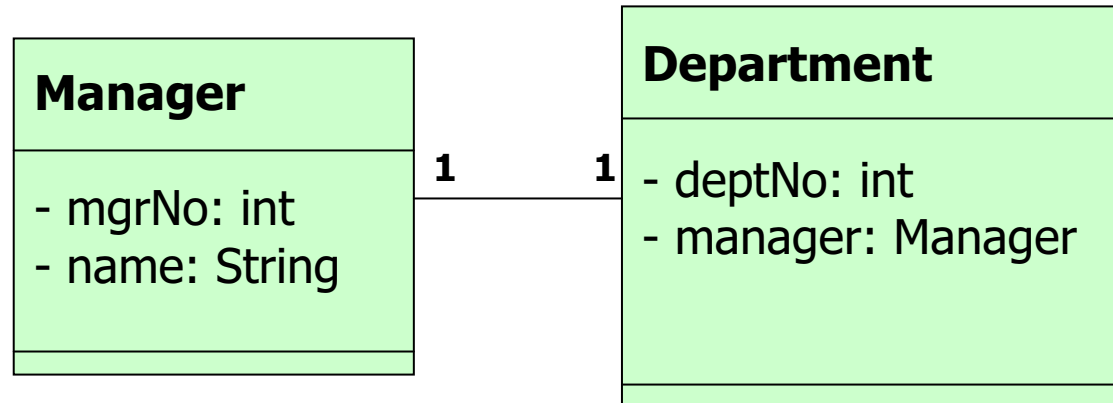 Manager
- mgrNo: int
- name: String
1
1
Department
- deptNo: int
- manager: Manager